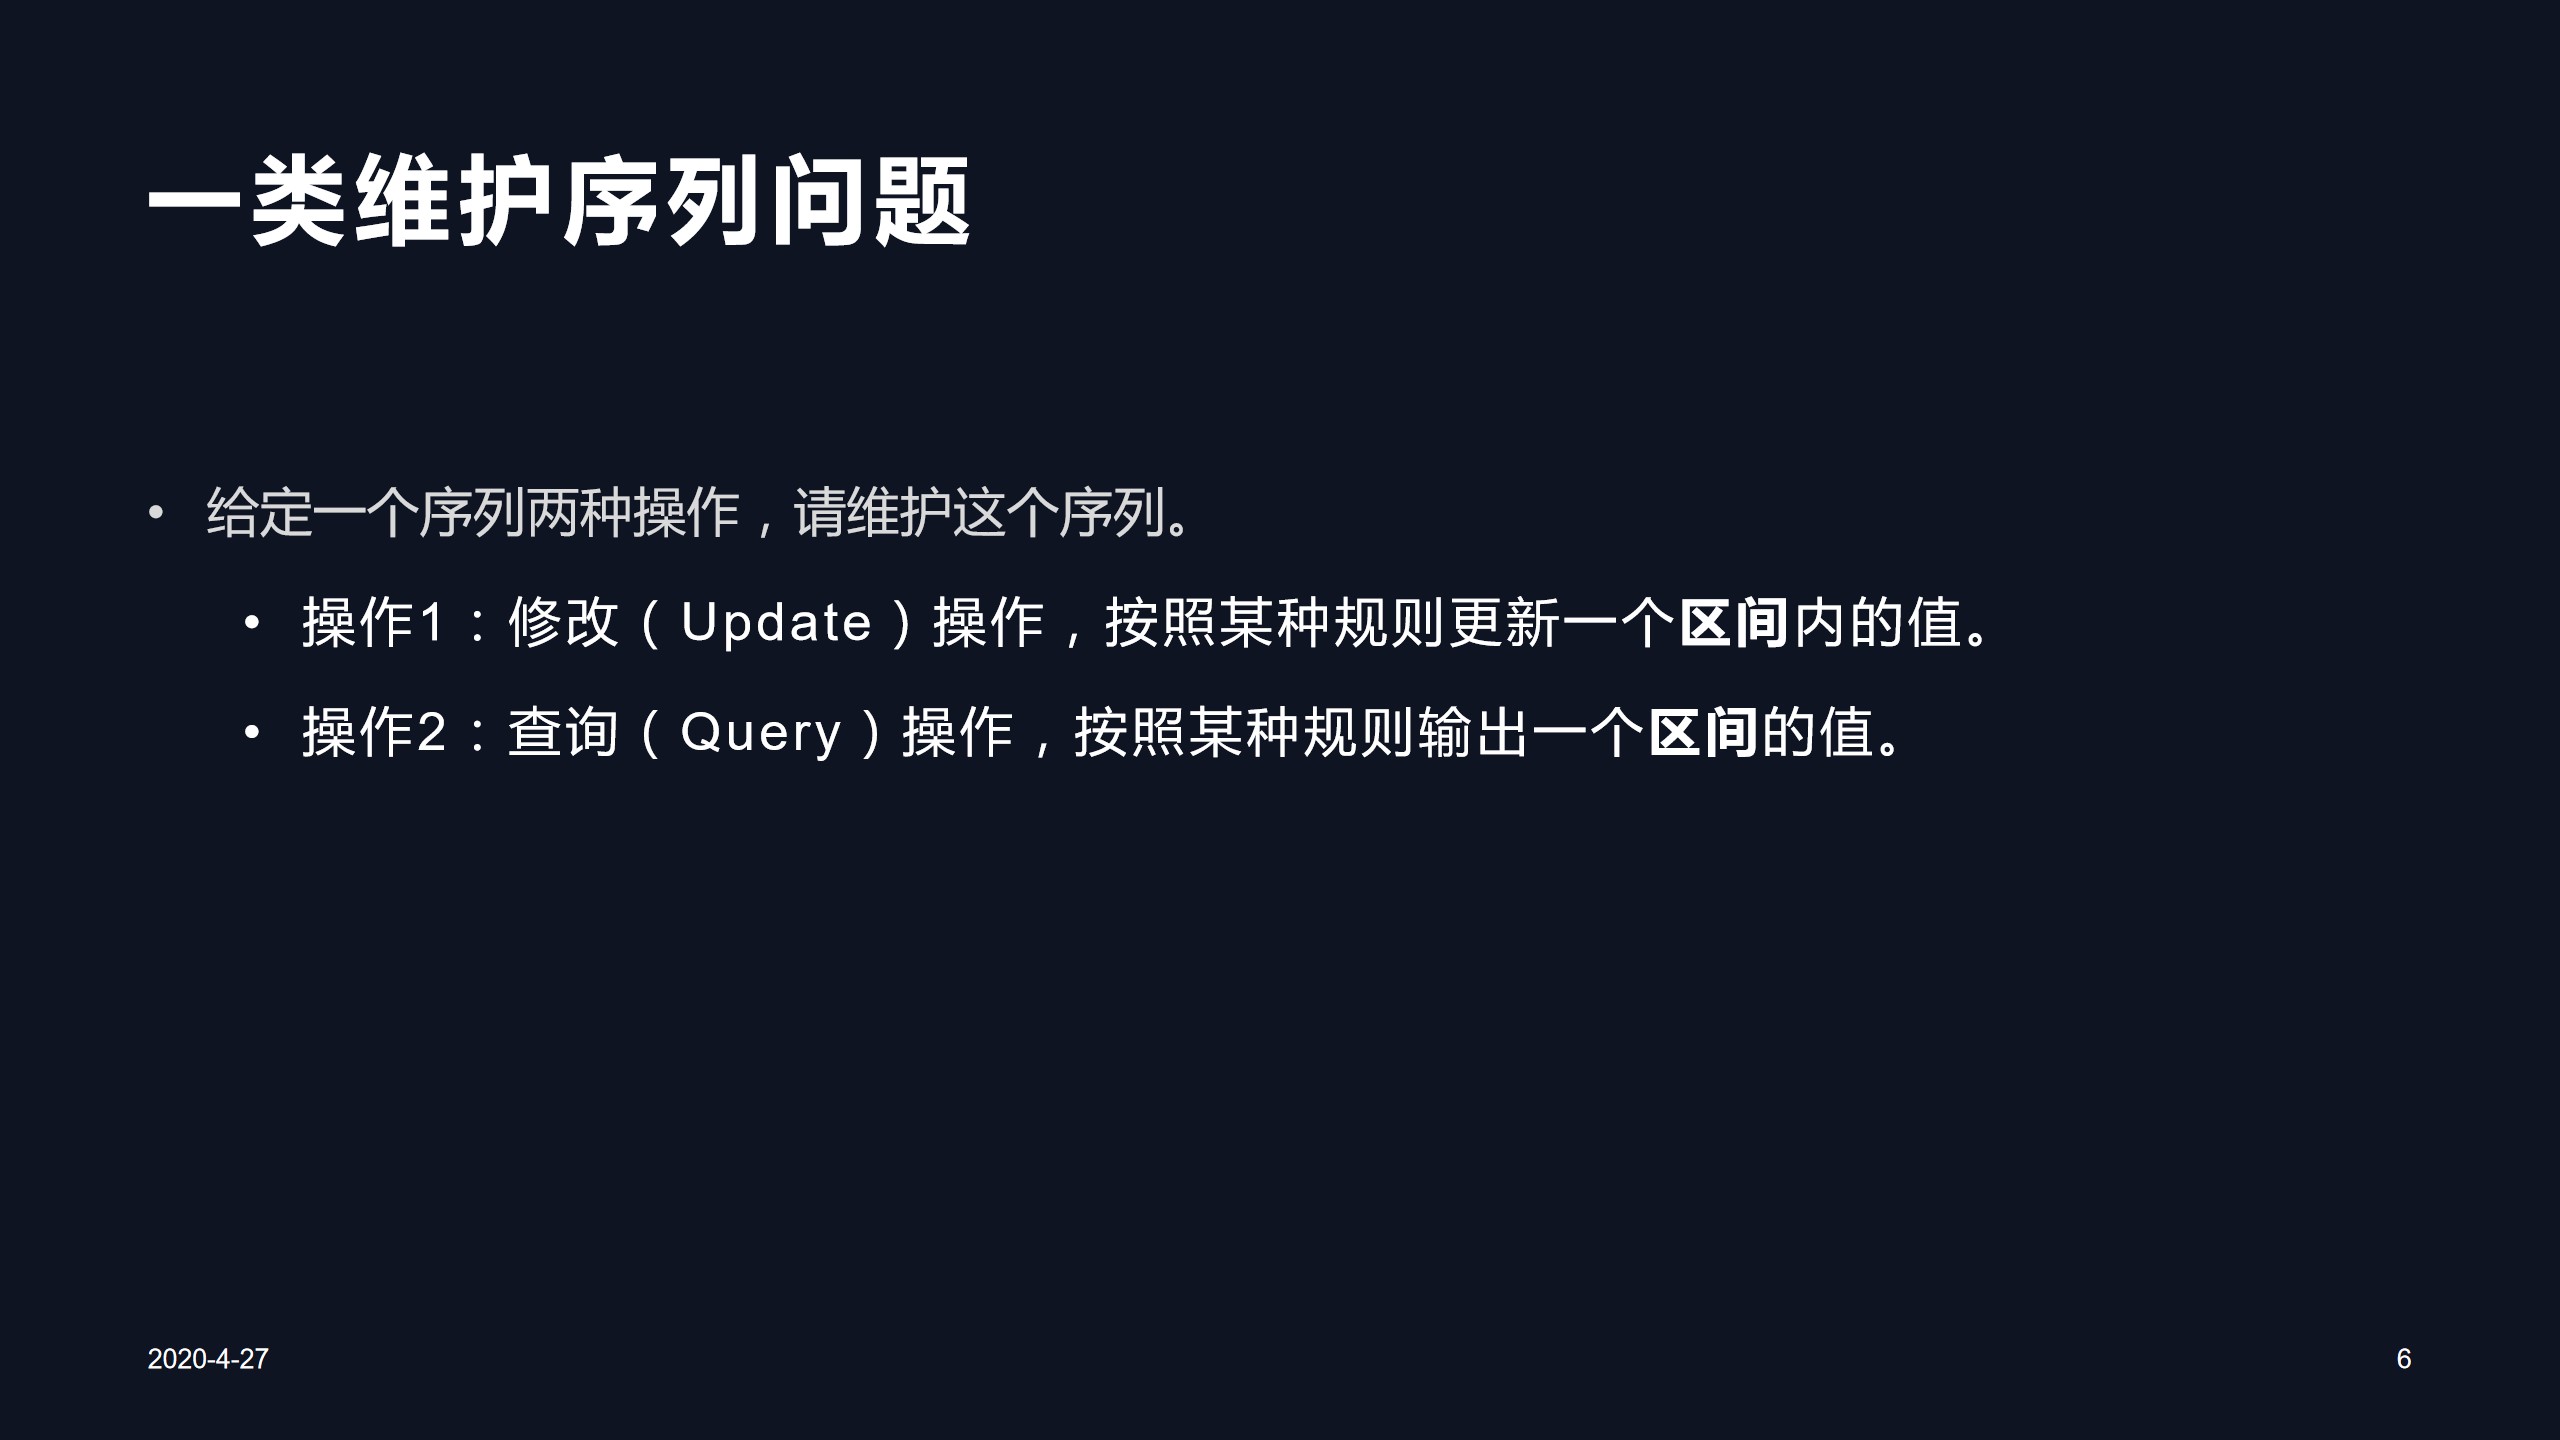 一类维护序列问题
• 给定一个序列两种操作，请维护这个序列。
• 操作1：修改（Update）操作，按照某种规则更新一个区间内的值。
• 操作2：查询（Query）操作，按照某种规则输出一个区间的值。
2020-4-27
6